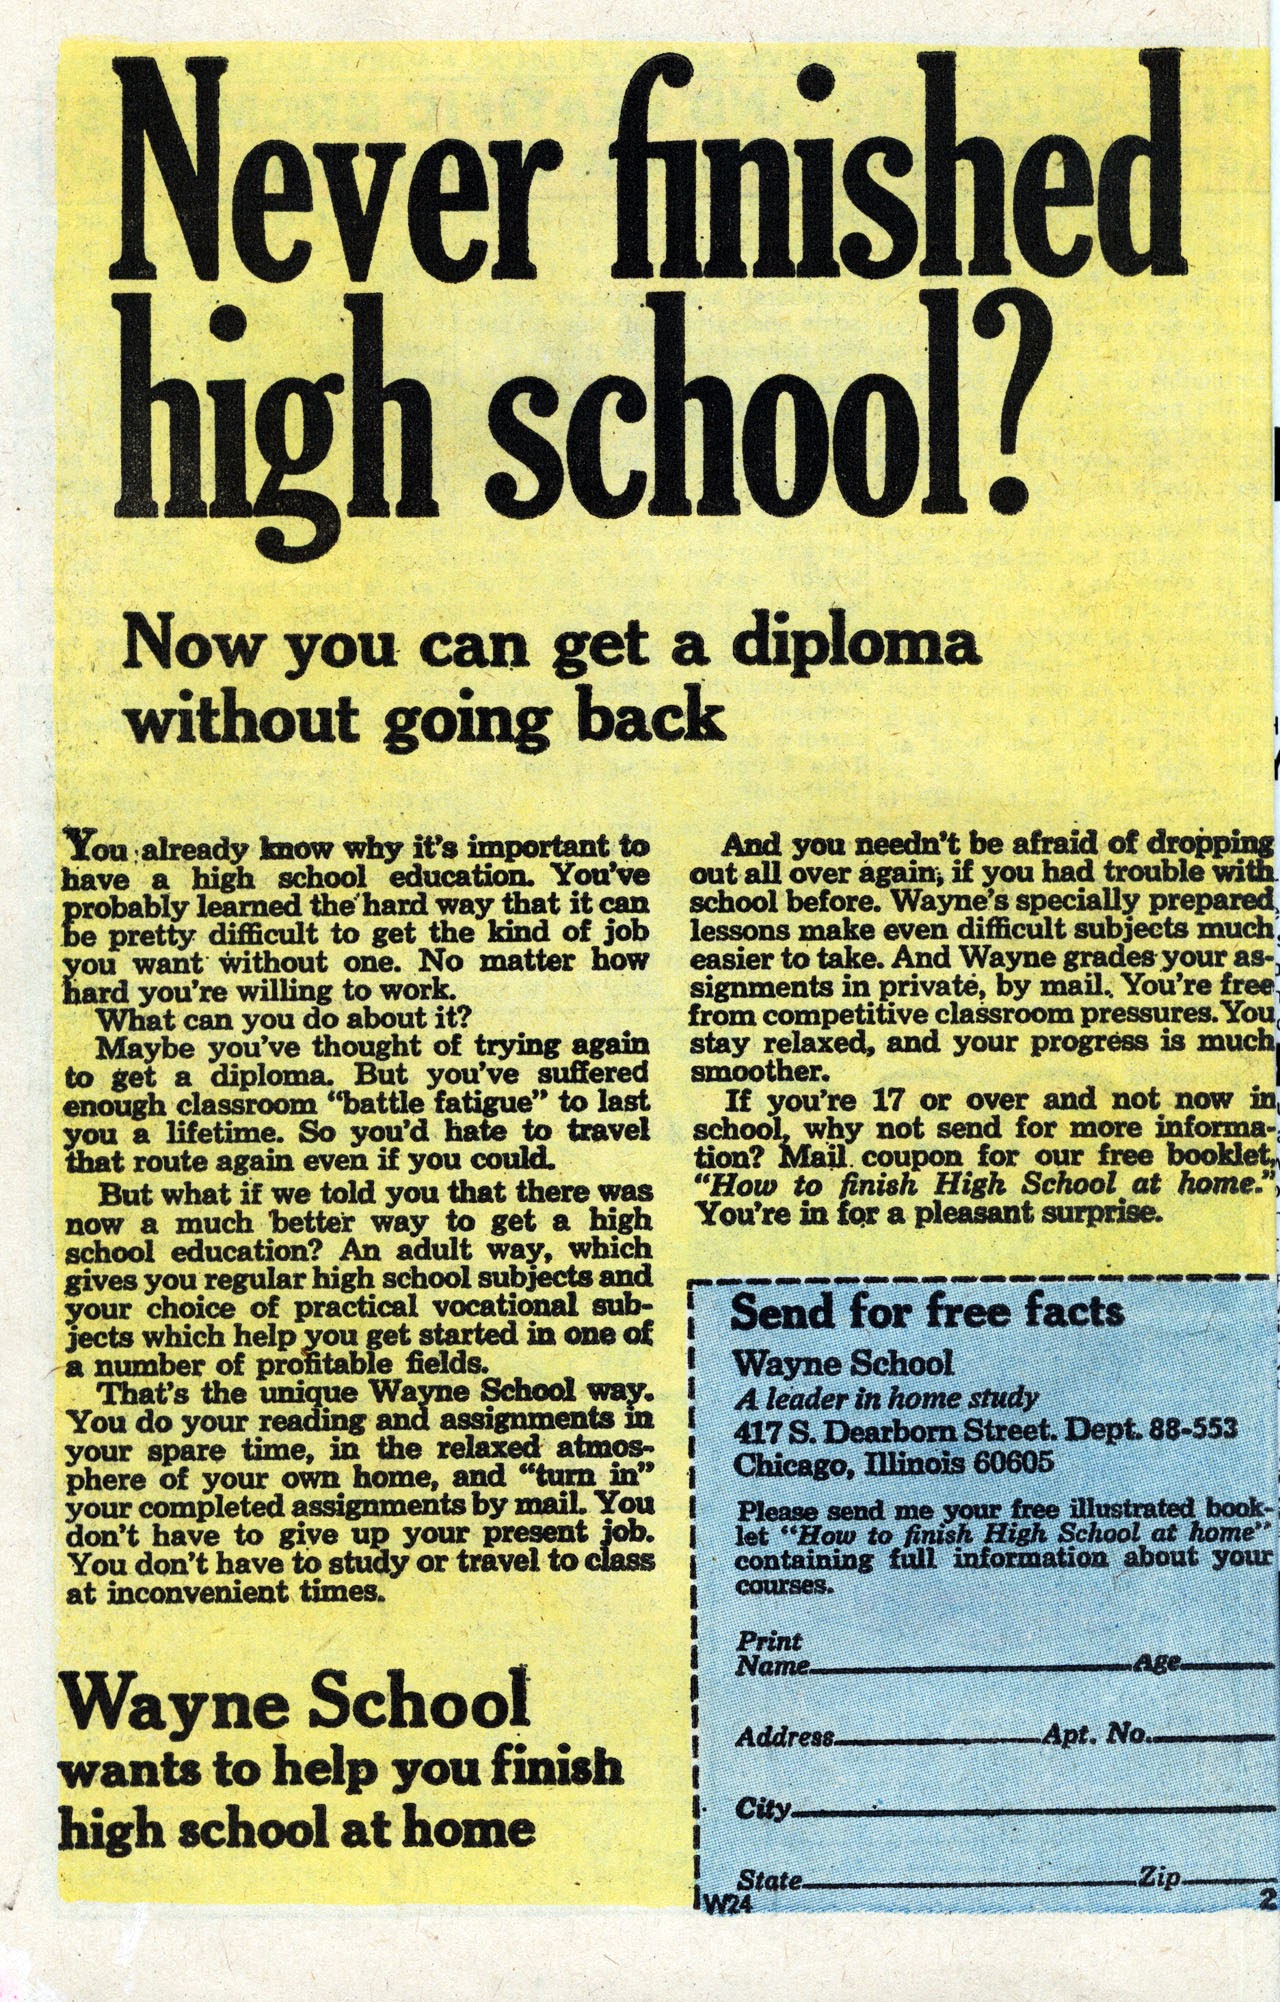 Never finished
high school?
Now you can get a diploma
without going back
You already know why it's important to
have a high school education. You've
probably learned the hard way that it can
be pretty difficult to get the kind of job
you want without one. No matter how
hard you're willing to work.
What can you do about it?
Maybe you've thought of trying again
to get a diploma. But you've suffered
enough classroom "battle fatigue" to last
you a lifetime. So you'd hate to travel
that route again even if you could.
But what if we told you that there was
now a much better way to get a high
school education? An adult way, which
gives you regular high school subjects and
your choice of practical vocational sub-
jects which help you get started in one of
a number of profitable fields.
That's the unique Wayne School way.
You do your reading and assignments in
your spare time, in the relaxed atmos-
phere of your own home, and "turn in"
your completed assignments by mail. You
don't have to give up your present job.
You don't have to study or travel to class
at inconvenient times.
Wayne School
wants to help you finish
high school at home
And you needn't be afraid of dropping
out all over again, if you had trouble with
school before. Wayne's specially prepared
lessons make even difficult subjects much
easier to take. And Wayne grades your as-
signments in private, by mail. You're free
from competitive classroom pressures. You
stay relaxed, and your progress is much
smoother.
If you're 17 or over and not now in
school, why not send for more informa-
tion? Mail coupon for our free booklet,
"How to finish High School at home."
You're in for a pleasant surprise.
Send for free facts
Wayne School
A leader in home study
417 S. Dearborn Street. Dept. 88-553
Chicago, Illinois 60605
Please send me your free illustrated book-
let "How to finish High School at home"
containing full information about your
courses.
Print
Name Age
Address Apt. No.
City
State Zip
W24 2